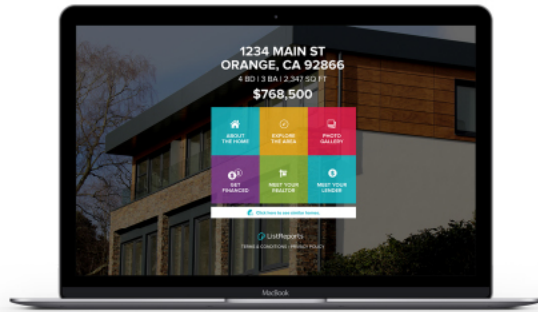 1234 MAIN ST
ORANGE, CA 92866
4 BD | 3 BA | 2,347 SQ FT
$768,500
ABOUT
THE HOME
EXPLORE
THE AREA
PHOTO
GALLERY
GET
FINANCED
MEET YOUR
REALTOR
MEET YOUR
LENDER
Click here to see similar homes.
ListReports
TERMS & CONDITIONS | PRIVACY POLICY
MacBook